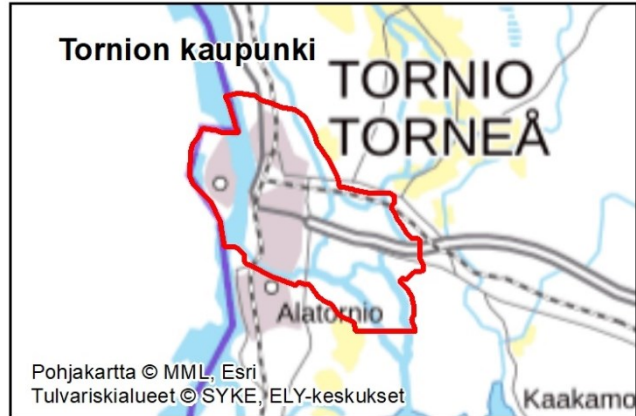 Tornion kaupunki
TORNIO
TORNEÅ
Alatornio
Pohjakartta © MML, Esri
Tulvariskialueet © SYKE, ELY-keskukset
Kaakamo